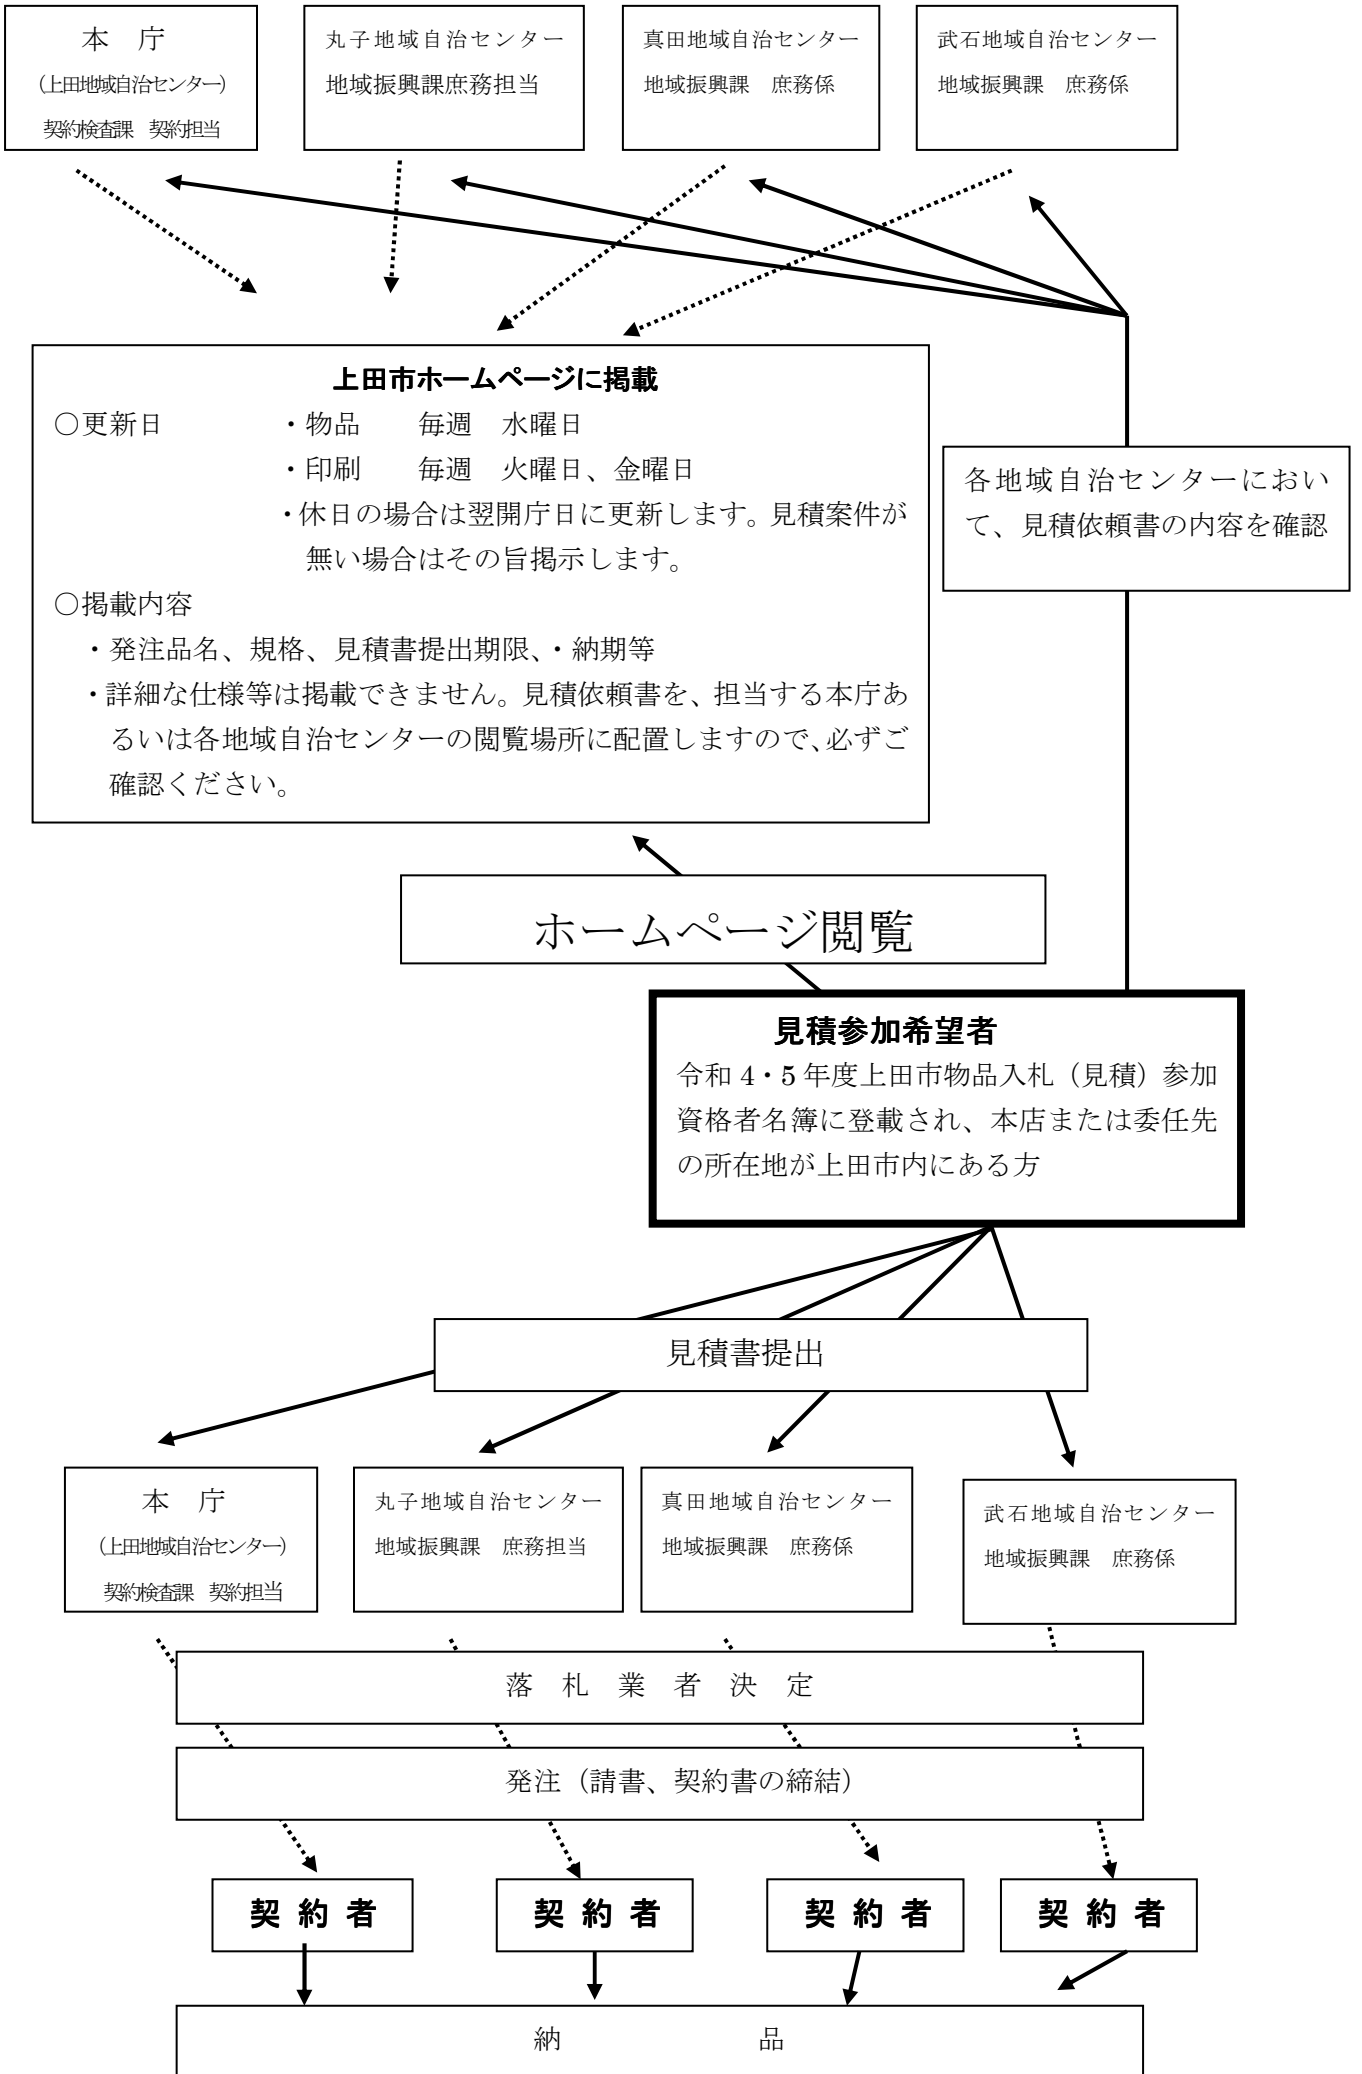 本　庁
（上田地域自治センター）
契約検査課　契約担当
丸子地域自治センター
地域振興課庶務担当
真田地域自治センター
地域振興課　庶務係
武石地域自治センター
地域振興課　庶務係
上田市ホームページに掲載
○更新日　・物品　毎週　水曜日
・印刷　毎週　火曜日、金曜日
・休日の場合は翌開庁日に更新します。見積案件が
無い場合はその旨掲示します。
○掲載内容
・発注品名、規格、見積書提出期限、・納期等
・詳細な仕様等は掲載できません。見積依頼書を、担当する本庁あ
るいは各地域自治センターの閲覧場所に配置しますので、必ずご
確認ください。
各地域自治センターにおい
て、見積依頼書の内容を確認
ホームページ閲覧
見積参加希望者
令和 4・5 年度上田市物品入札（見積）参加
資格者名簿に登載され、本店または委任先
の所在地が上田市内にある方
見積書提出
本　庁
（上田地域自治センター）
契約検査課　契約担当
丸子地域自治センター
地域振興課　庶務担当
真田地域自治センター
地域振興課　庶務係
武石地域自治センター
地域振興課　庶務係
落　札　業　者　決　定
発注（請書、契約書の締結）
契 約 者
契 約 者
契 約 者
契 約 者
納　　　　　　　品